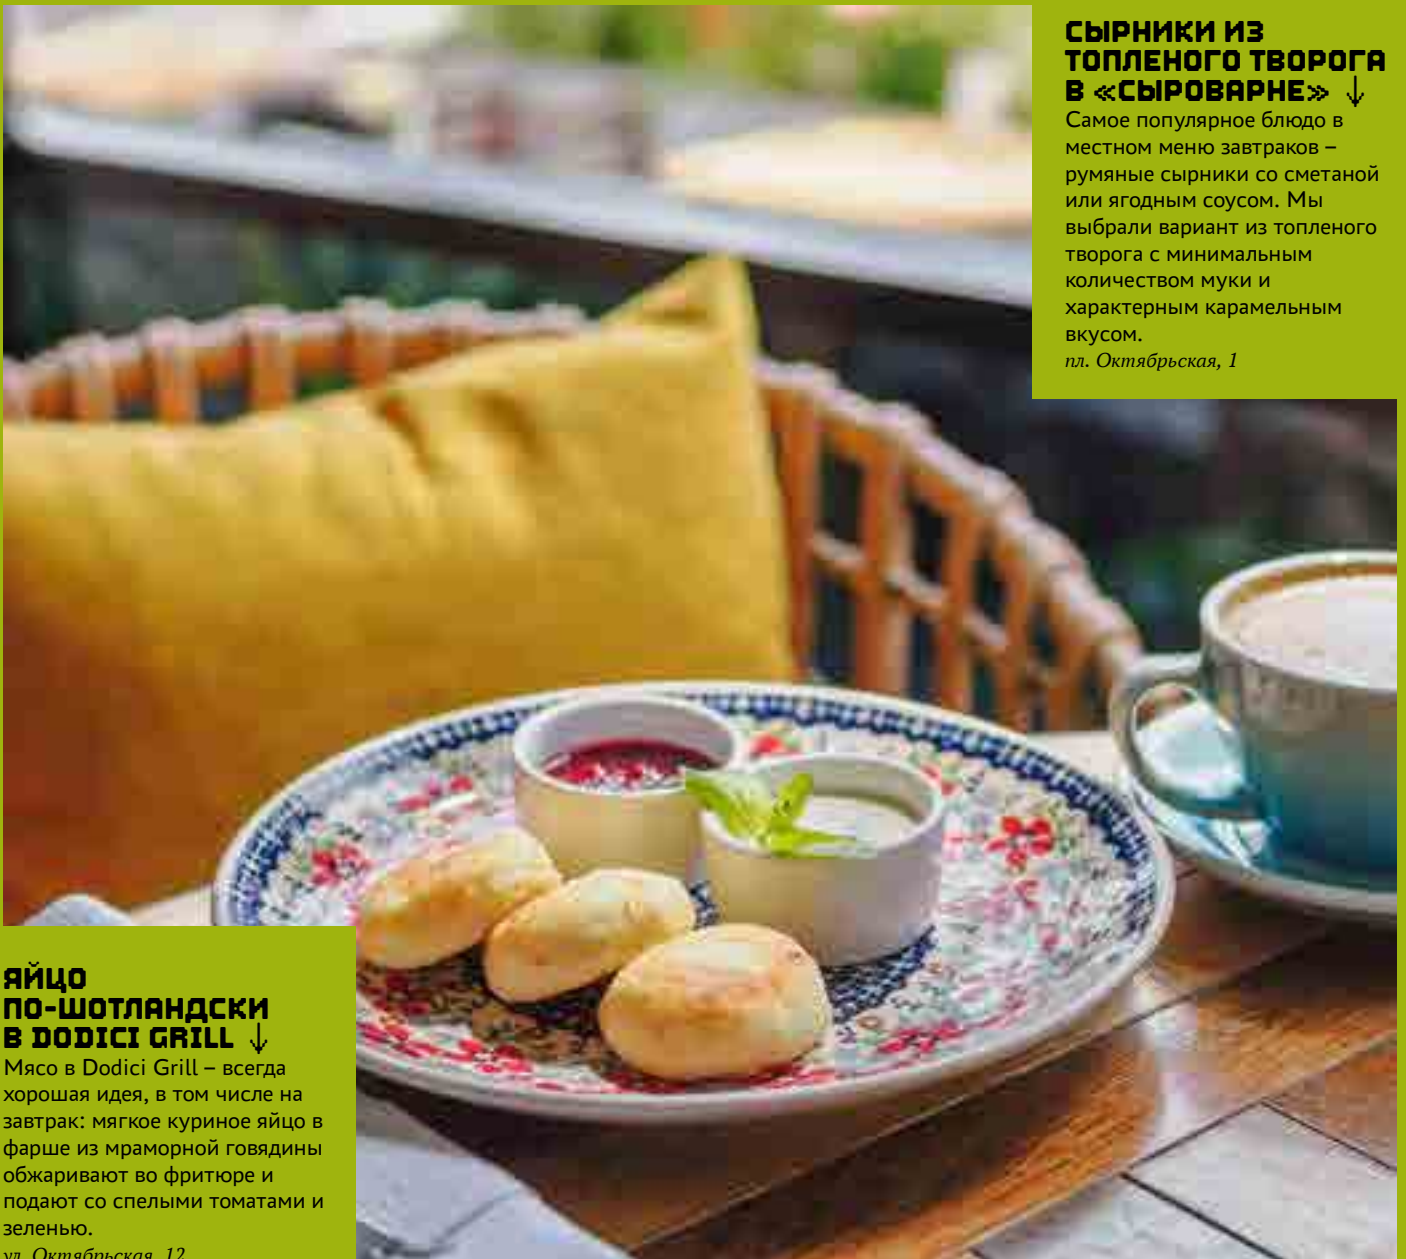 СЫРНИКИ ИЗ
ТОПЛЕНОГО ТВОРОГА
В «СЫРОВАРНЕ» ↓
Самое популярное блюдо в
местном меню завтраков –
румяные сырники со сметаной
или ягодным соусом. Мы
выбрали вариант из топленого
творога с минимальным
количеством муки и
характерным карамельным
вкусом.
пл. Октябрьская, 1
ЯЙЦО
ПО-ШОТЛАНДСКИ
В DODICI GRILL ↓
Мясо в Dodici Grill – всегда
хорошая идея, в том числе на
завтрак: мягкое куриное яйцо в
фарше из мраморной говядины
обжаривают во фритюре и
подают со спелыми томатами и
зеленью.
ул. Октябрьская, 12